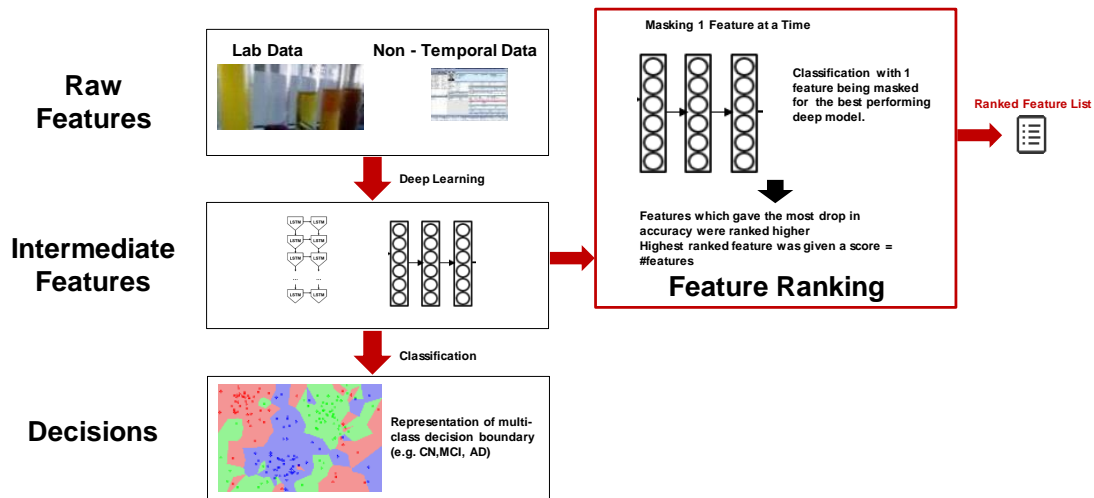 Raw
Features
Lab Data
Non - Temporal Data
Deep Learning
Intermediate
Features
LSTM LSTM
LSTM LSTM
LSTM LSTM
... ...
LSTM LSTM
Classification
Decisions
Representation of multi-
class decision boundary
(e.g. CN,MCI, AD)
Masking 1 Feature at a Time
Classification with 1
feature being masked
for the best performing
deep model.
Features which gave the most drop in
accuracy were ranked higher
Highest ranked feature was given a score =
#features
Feature Ranking
Ranked Feature List